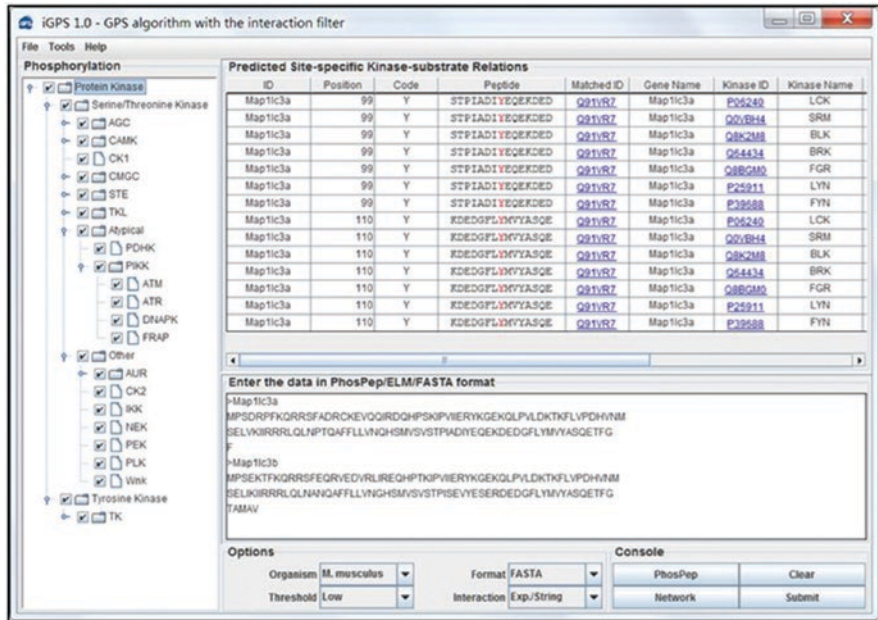 iGPS 1.0 - GPS algorithm with the interaction filter
File Tools Help
Phosphorylation
Protein Kinase
Serine/Threonine Kinase
AGC
CAMK
CK1
CMGC
STE
TKL
Atypical
PDHK
PIKK
ATM
ATR
DNAPK
FRAP
Other
AUR
CK2
IKK
NEK
PEK
PLK
Wnk
Tyrosine Kinase
TK
Predicted Site-specific Kinase-substrate Relations
ID Position Code Peptide Matched ID Gene Name Kinase ID Kinase Name
Map1lc3a 99 Y STPIADIYEQEKDED Q91VR7 Map1lc3a P06240 LCK
Map1lc3a 99 Y STPIADIYEQEKDED Q91VR7 Map1lc3a Q0VBH4 SRM
Map1lc3a 99 Y STPIADIYEQEKDED Q91VR7 Map1lc3a Q8K2M8 BLK
Map1lc3a 99 Y STPIADIYEQEKDED Q91VR7 Map1lc3a Q64434 BRK
Map1lc3a 99 Y STPIADIYEQEKDED Q91VR7 Map1lc3a Q8BGM0 FGR
Map1lc3a 99 Y STPIADIYEQEKDED Q91VR7 Map1lc3a P25911 LYN
Map1lc3a 99 Y STPIADIYEQEKDED Q91VR7 Map1lc3a P39688 FYN
Map1lc3a 110 Y KDEDGFLYMVYASQE Q91VR7 Map1lc3a P06240 LCK
Map1lc3a 110 Y KDEDGFLYMVYASQE Q91VR7 Map1lc3a Q0VBH4 SRM
Map1lc3a 110 Y KDEDGFLYMVYASQE Q91VR7 Map1lc3a Q8K2M8 BLK
Map1lc3a 110 Y KDEDGFLYMVYASQE Q91VR7 Map1lc3a Q64434 BRK
Map1lc3a 110 Y KDEDGFLYMVYASQE Q91VR7 Map1lc3a Q8BGM0 FGR
Map1lc3a 110 Y KDEDGFLYMVYASQE Q91VR7 Map1lc3a P25911 LYN
Map1lc3a 110 Y KDEDGFLYMVYASQE Q91VR7 Map1lc3a P39688 FYN
Enter the data in PhosPep/ELM/FASTA format
>Map1lc3a
MPSDRPFKQRRSFADRCKEVQQIRDQHPSKIPVIIERYKGEKQLPVLDKTKFLVPDHVNM
SELVKIIRRRLQLNPTQAFFLLVNQHSMVSVSTPIADIYEQEKDEDGFLYMVYASQETFG
F
>Map1lc3b
MPSEKTFKQRRSFEQRVEDVRLIREQHPTKIPVIIERYKGEKQLPVLDKTKFLVPDHVNM
SELIKIIRRRLQLNANQAFFLLVNGHSMVSVSTPISEVYESERDEDGFLYMVYASQETFG
TAMAV
Options
Console
Organism M. musculus Format FASTA PhosPep Clear
Threshold Low Interaction Exp./String Network Submit